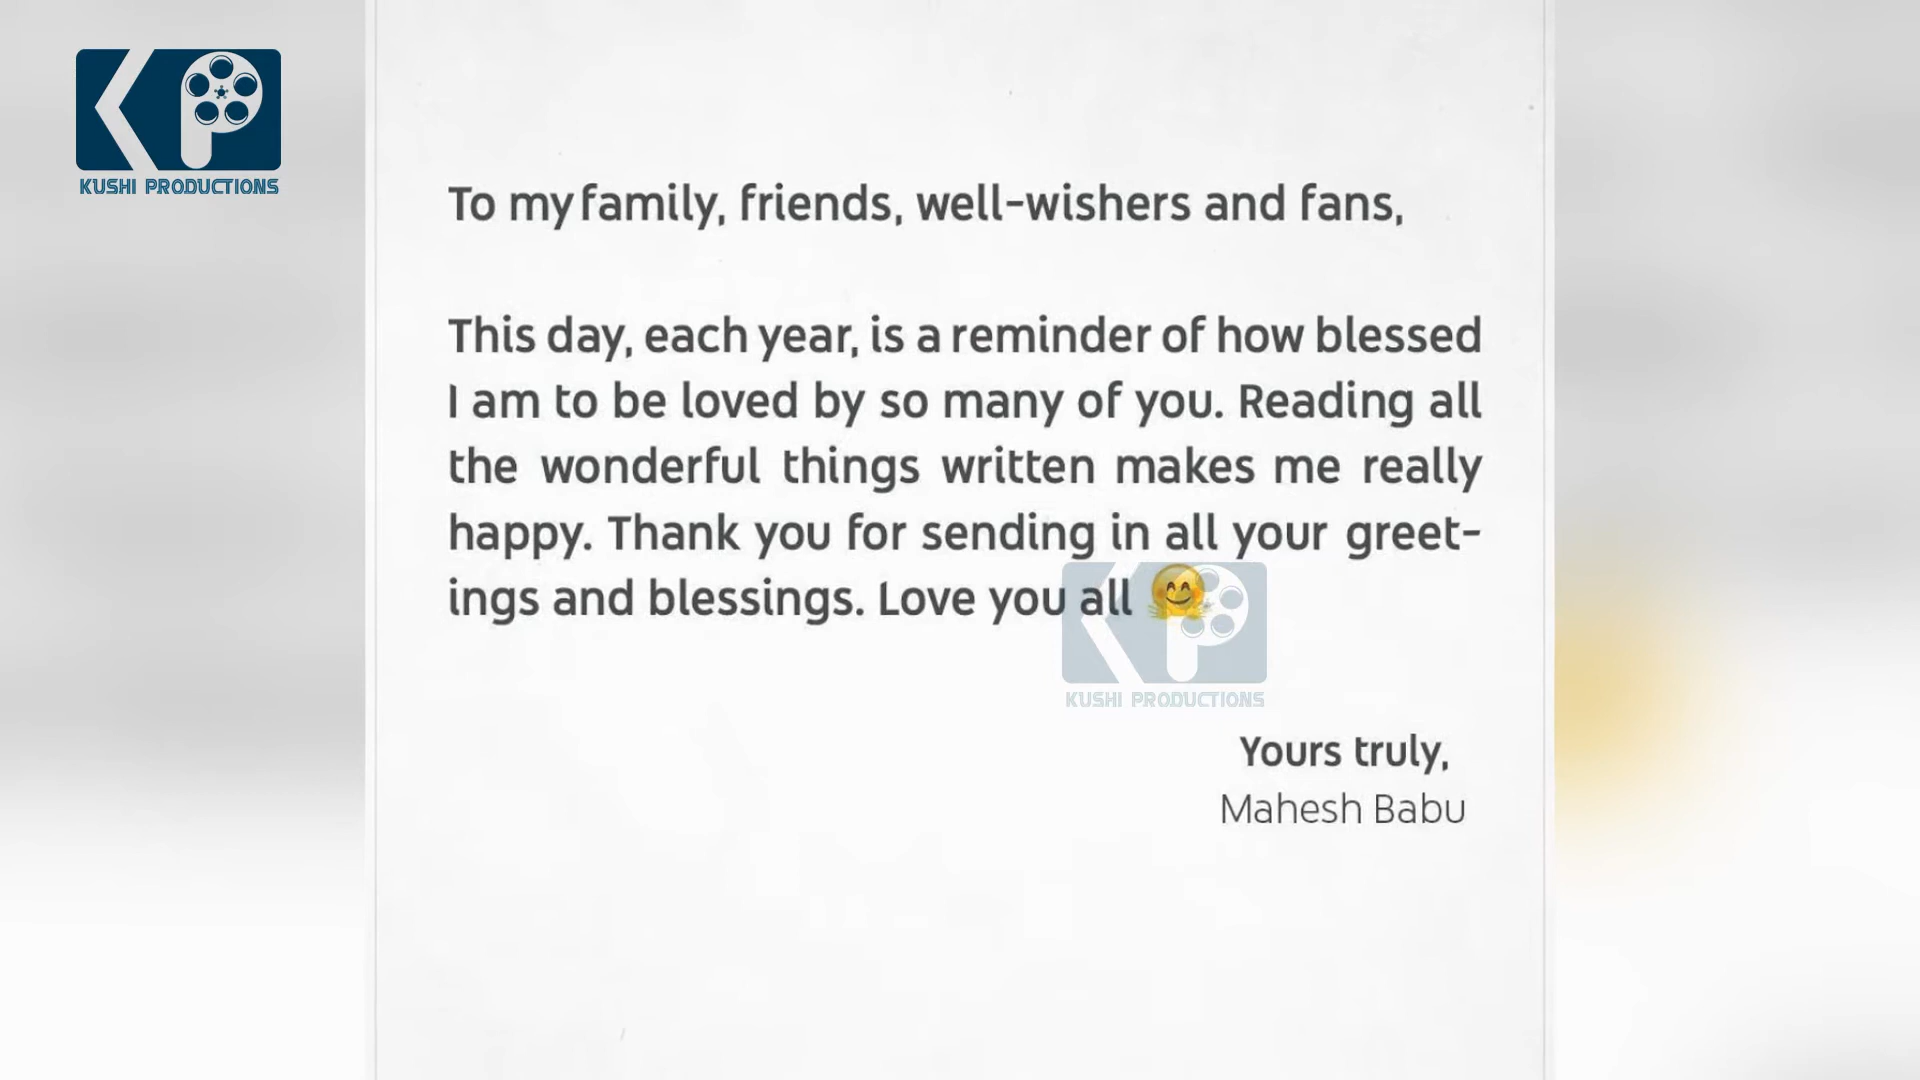 KP
KUSHI PRODUCTIONS
To my family, friends, well-wishers and fans,
This day, each year, is a reminder of how blessed
I am to be loved by so many of you. Reading all
the wonderful things written makes me really
happy. Thank you for sending in all your greet-
ings and blessings. Love you all 🤗
KP
KUSHI PRODUCTIONS
Yours truly,
Mahesh Babu